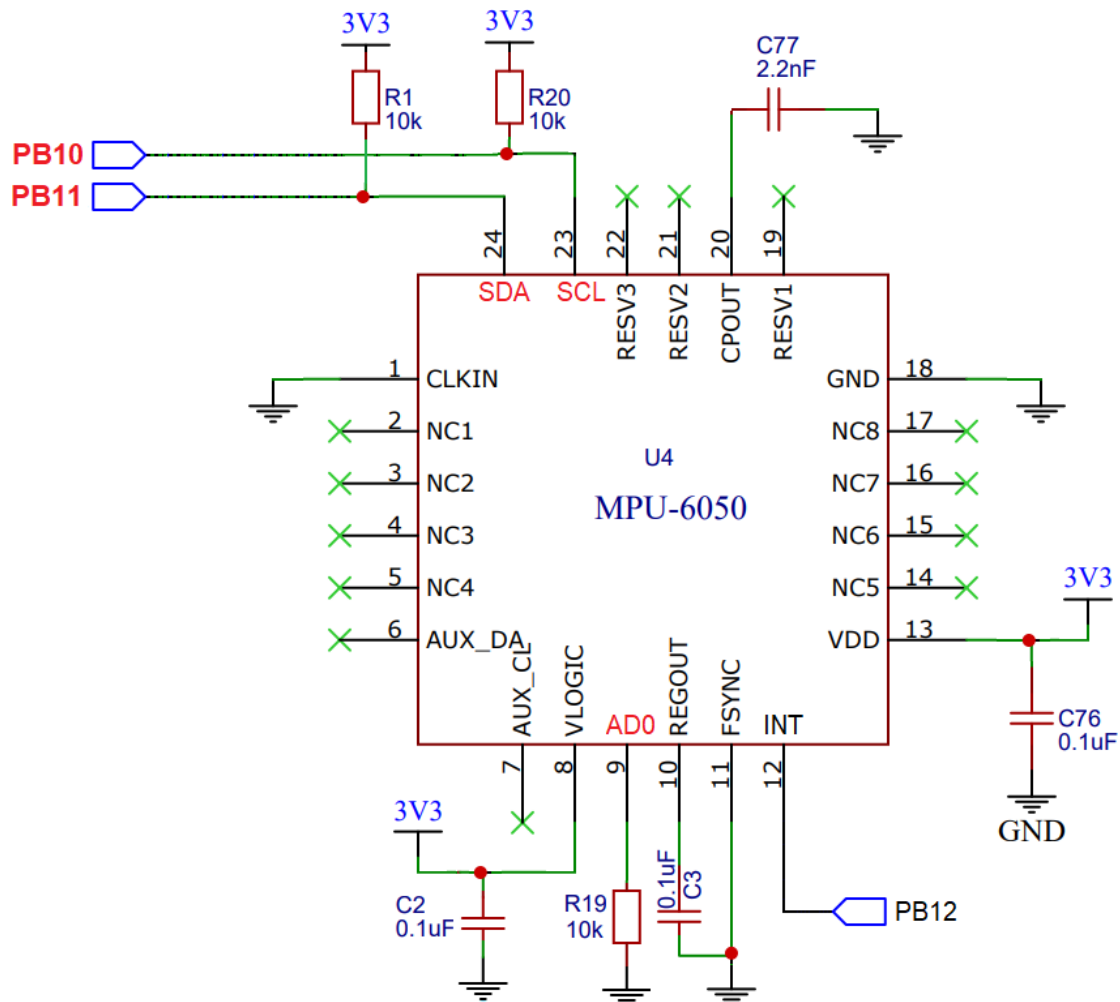 3V3
3V3
C77
2.2nF
R1
10k
R20
10k
PB10
PB11
24
23
22
21
20
19
SDA
SCL
RESV3
RESV2
CPOUT
RESV1
1
CLKIN
GND
18
2
NC1
NC8
17
3
NC2
U4
NC7
16
MPU-6050
4
NC3
NC6
15
5
NC4
NC5
14
3V3
6
AUX_DA
VDD
13
AUX_CL
VLOGIC
AD0
REGOUT
FSYNC
INT
C76
0.1uF
7
8
9
10
11
12
3V3
GND
C2
0.1uF
R19
10k
0.1uF
C3
PB12